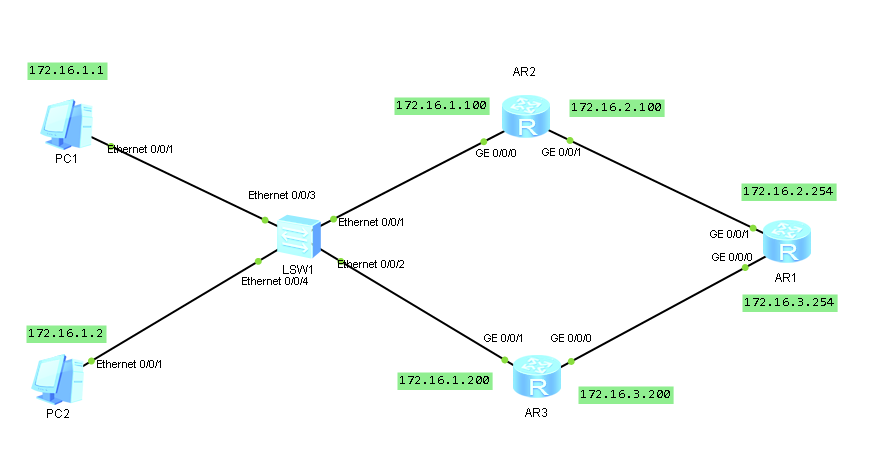 AR2
172.16.1.1
172.16.1.100
172.16.2.100
R
PC1
Ethernet 0/0/1
GE 0/0/0
GE 0/0/1
Ethernet 0/0/3
172.16.2.254
Ethernet 0/0/1
GE 0/0/1
R
LSW1
Ethernet 0/0/2
GE 0/0/0
AR1
Ethernet 0/0/4
172.16.3.254
172.16.1.2
GE 0/0/1
GE 0/0/0
Ethernet 0/0/1
172.16.1.200
R
172.16.3.200
PC2
AR3